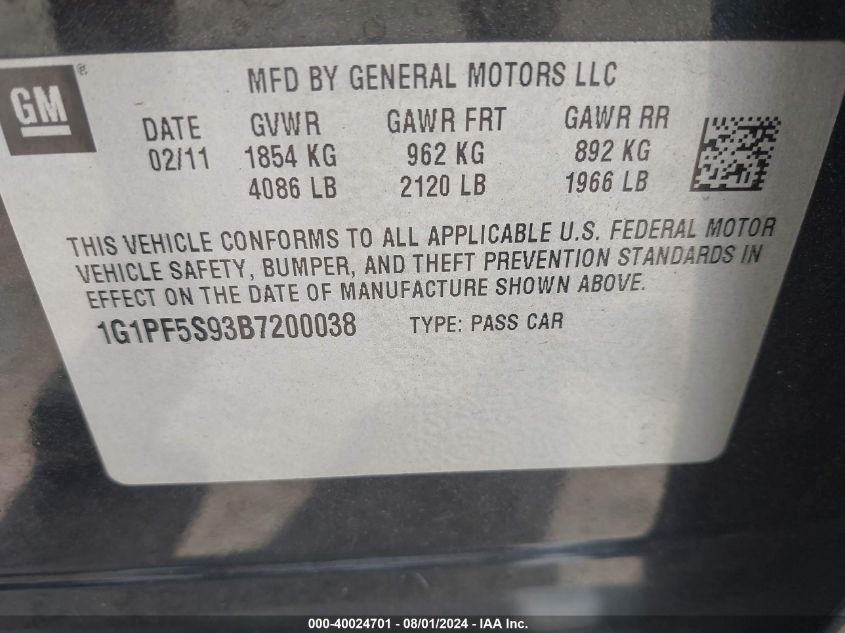 GM®
MFD BY GENERAL MOTORS LLC
DATE GVWR GAWR FRT GAWR RR
02/11 1854 KG 962 KG 892 KG
4086 LB 2120 LB 1966 LB
THIS VEHICLE CONFORMS TO ALL APPLICABLE U.S. FEDERAL MOTOR
VEHICLE SAFETY, BUMPER, AND THEFT PREVENTION STANDARDS IN
EFFECT ON THE DATE OF MANUFACTURE SHOWN ABOVE.
1G1PF5S93B7200038 TYPE: PASS CAR
000-40024701 - 08/01/2024 - IAA Inc.